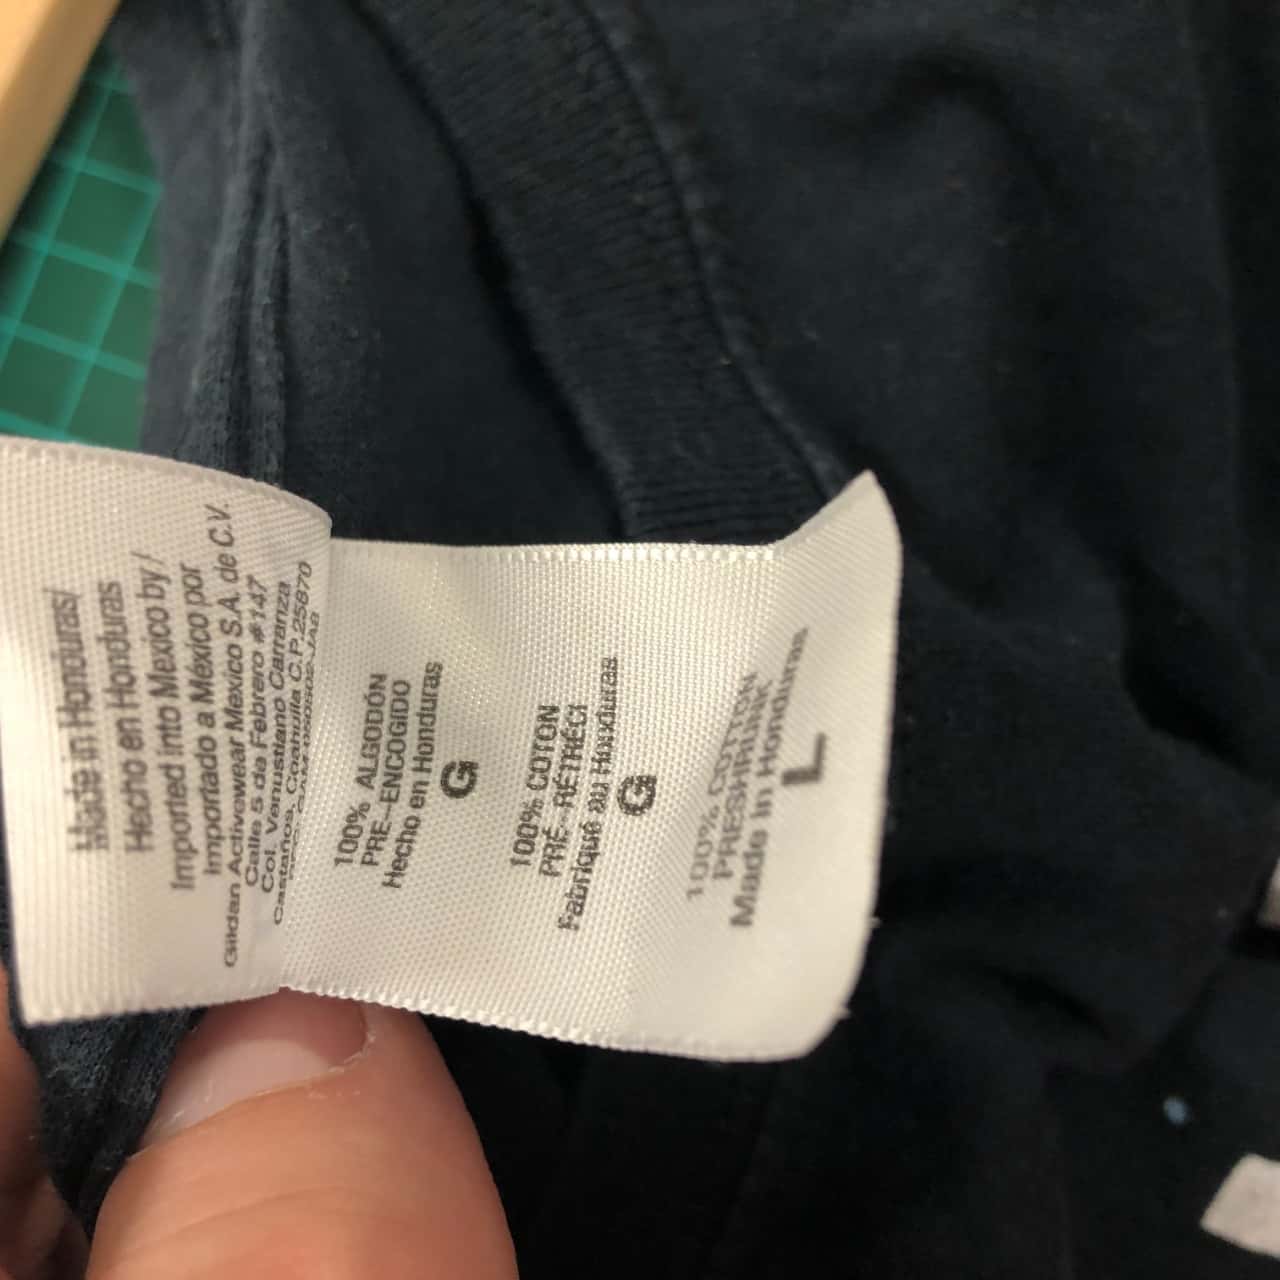 Made in Honduras/
Hecho en Honduras
Imported into Mexico by /
Importado a México por
Gildan Activewear Mexico S.A. de C.V.
Calle 5 da Febrero #147
Col. Venustiano Carranza
Castaños, Coahuila C.P. 25870
100% ALGODÓN
PRE-ENCOGIDO
Hecho en Honduras
G
100% COTON
PRÉ-RÉTRÉCI
Fabriqué au Honduras
G
100% COTTON
PRESHRUNK
Made in Honduras
L